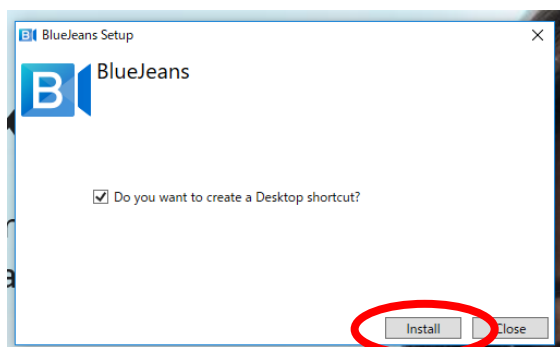 BlueJeans Setup
BlueJeans
Do you want to create a Desktop shortcut?
Install
Close